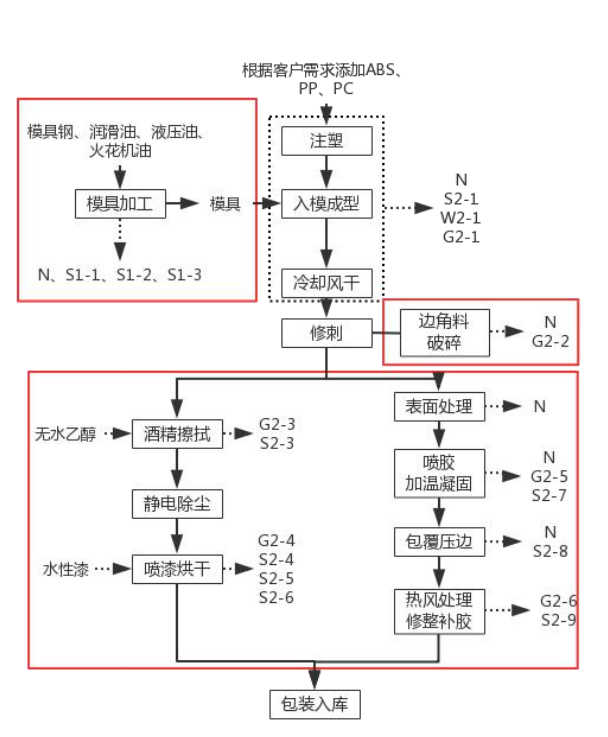 根据客户需求添加ABS、
PP、PC
模具钢、润滑油、液压油、
火花机油
模具加工
模具
N、S1-1、S1-2、S1-3
注塑
入模成型
冷却风干
N
S2-1
W2-1
G2-1
修刺
边角料
破碎
N
G2-2
无水乙醇
酒精擦拭
G2-3
S2-3
静电除尘
水性漆
喷漆烘干
G2-4
S2-4
S2-5
S2-6
表面处理
N
喷胶
加温凝固
N
G2-5
S2-7
包覆压边
N
S2-8
热风处理
修整补胶
G2-6
S2-9
包装入库